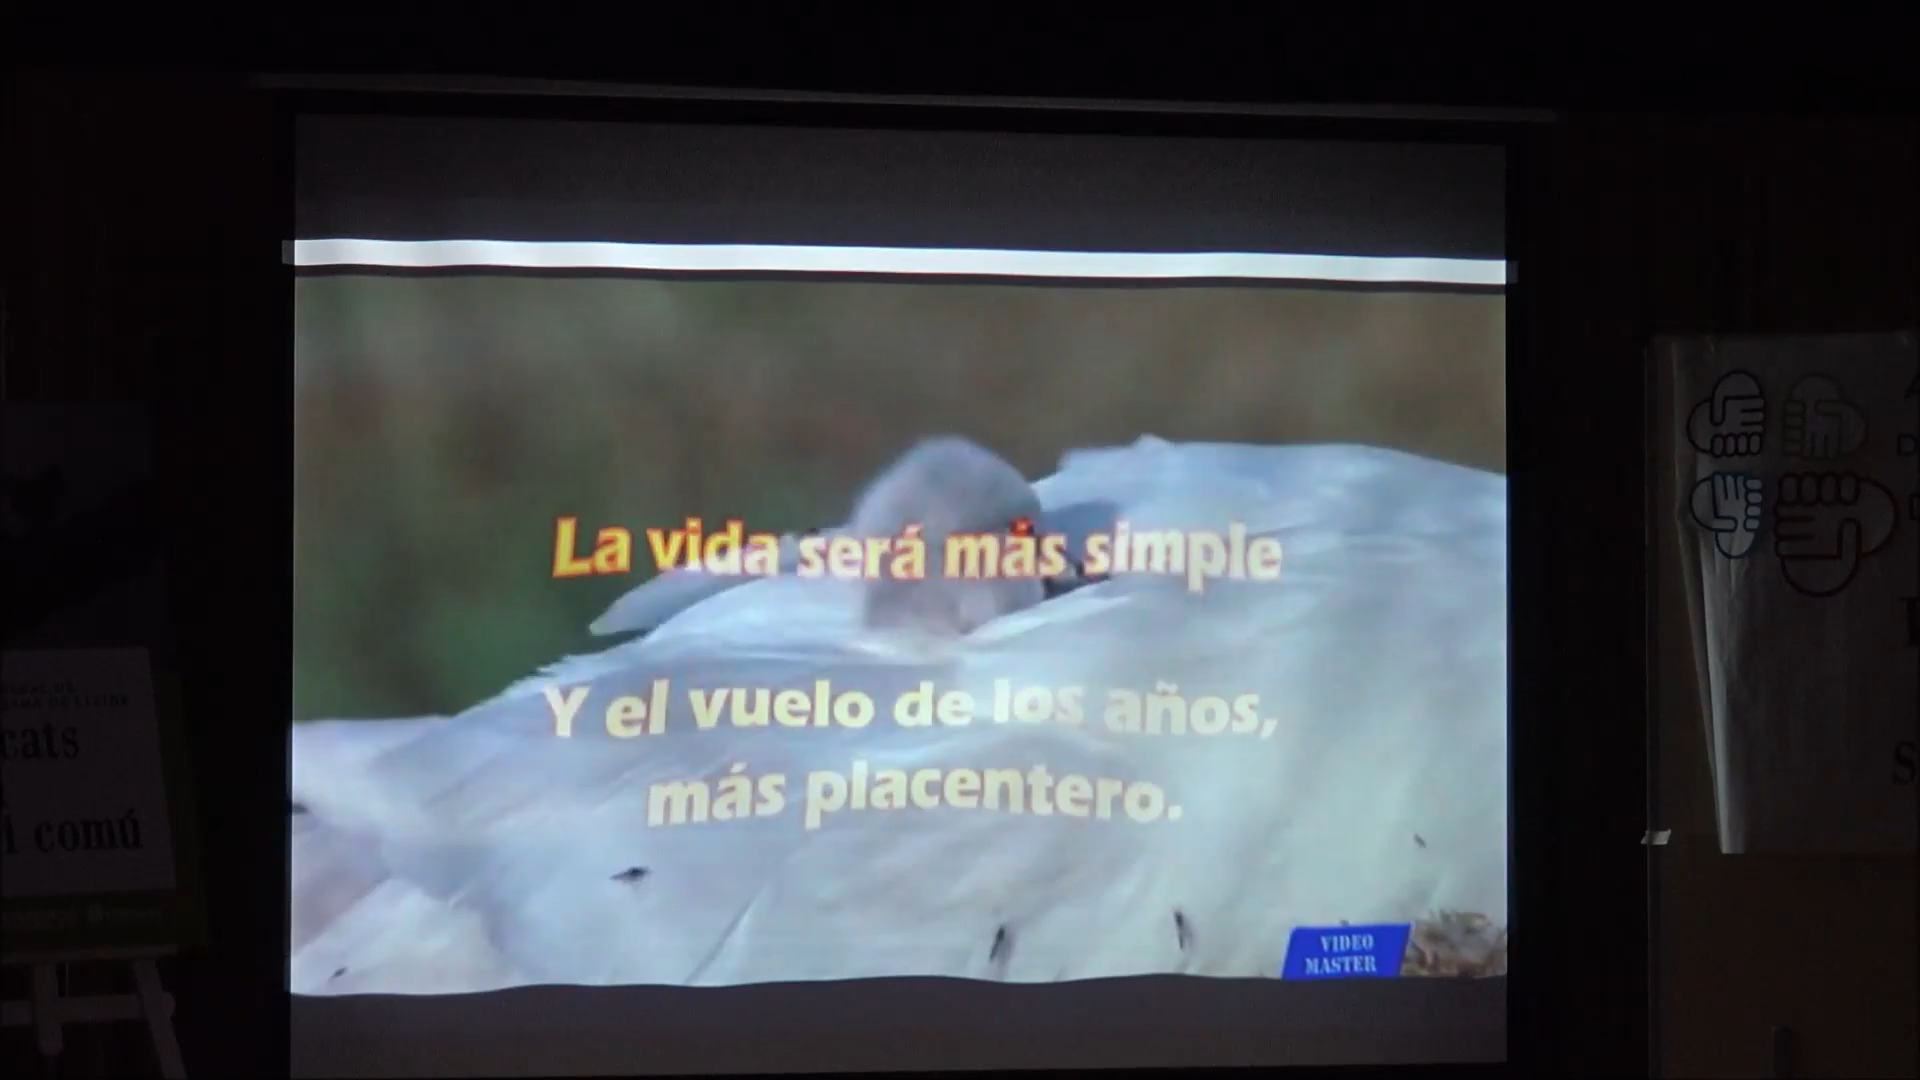 La vida será más simple
Y el vuelo de los años,
más placentero.
VIDEO
MASTER
cats
comú